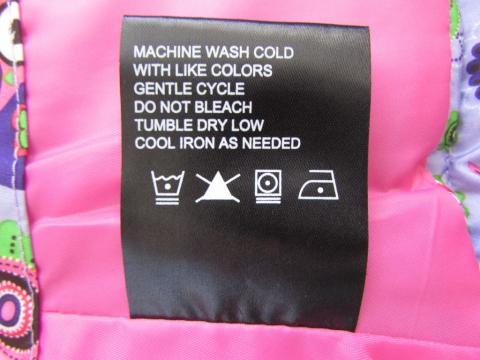 MACHINE WASH COLD
WITH LIKE COLORS
GENTLE CYCLE
DO NOT BLEACH
TUMBLE DRY LOW
COOL IRON AS NEEDED